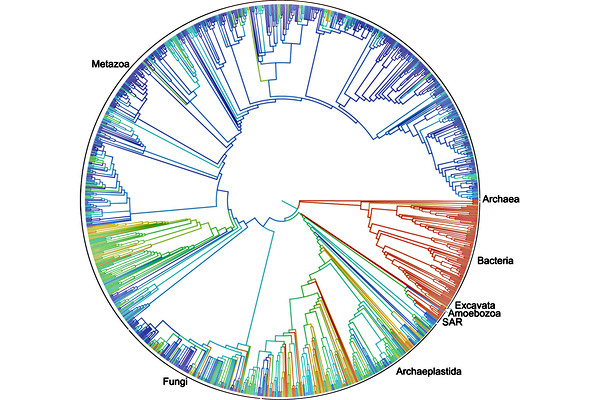 Metazoa
Archaea
Bacteria
Excavata
Amoebozoa
SAR
Archaeplastida
Fungi